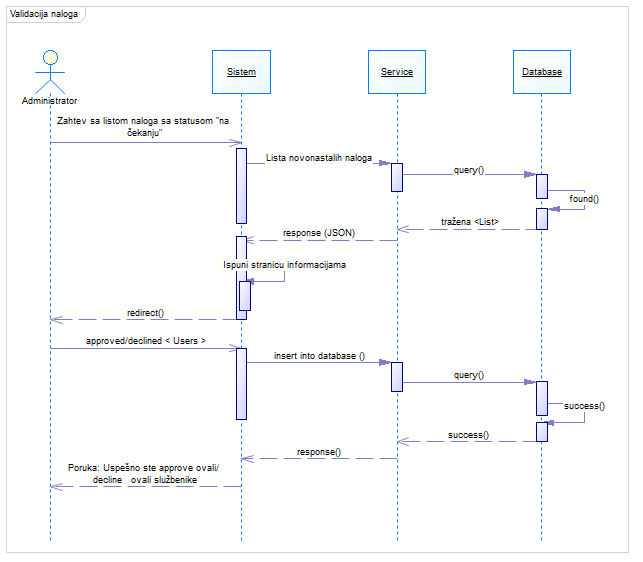 Validacija naloga
Sistem
Service
Database
Administrator
Zahtev sa listom naloga sa statusom "na
čekanju"
Lista novonastalih naloga
query()
found()
tražena <List>
response (JSON)
Ispuni stranicu informacijama
redirect()
approved/declined < Users >
insert into database ()
query()
success()
success()
response()
Poruka: Uspešno ste approve ovali/
decline ovali službenike